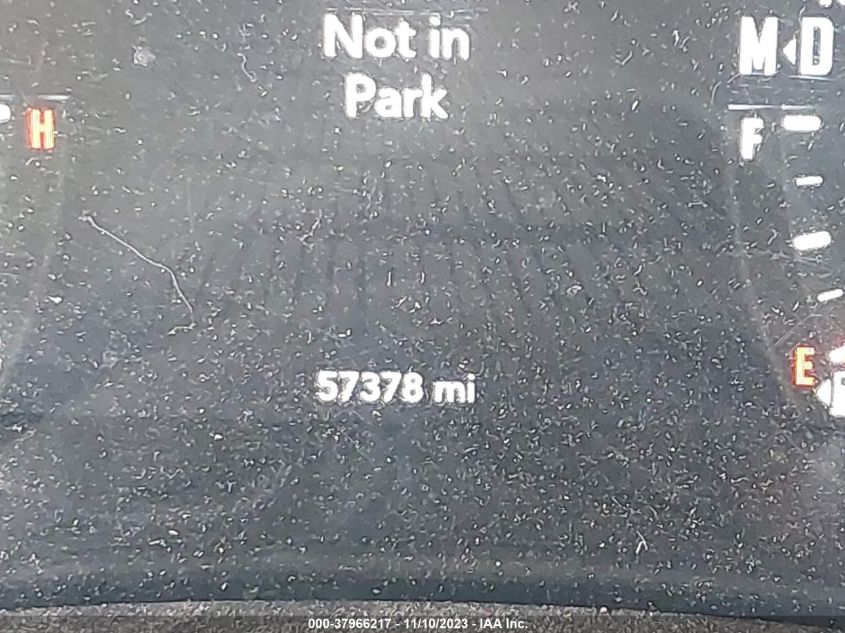 Not in
Park
M D
H
F
57378 mi
E
000-37966217 - 11/10/2023 - IAA Inc.